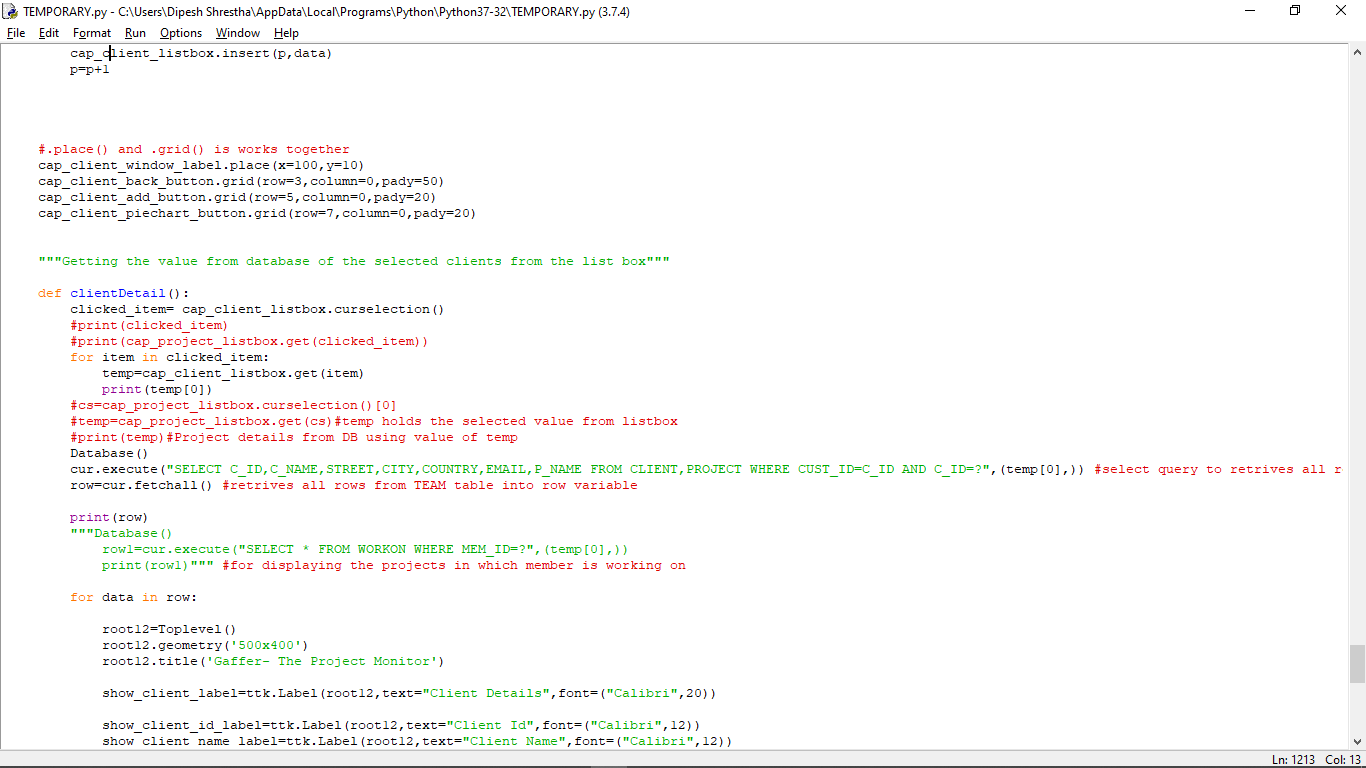 TEMPORARY.py - C:\Users\Dipesh Shrestha\AppData\Local\Programs\Python\Python37-32\TEMPORARY.py (3.7.4)
File Edit Format Run Options Window Help
cap_client_listbox.insert(p,data)
p=p+1
#.place() and .grid() is works together
cap_client_window_label.place(x=100,y=10)
cap_client_back_button.grid(row=3,column=0,pady=50)
cap_client_add_button.grid(row=5,column=0,pady=20)
cap_client_piechart_button.grid(row=7,column=0,pady=20)
"""Getting the value from database of the selected clients from the list box"""
def clientDetail():
clicked_item= cap_client_listbox.curselection()
#print(clicked_item)
#print(cap_project_listbox.get(clicked_item))
for item in clicked_item:
temp=cap_client_listbox.get(item)
print(temp[0])
#cs=cap_project_listbox.curselection()[0]
#temp=cap_project_listbox.get(cs)#temp holds the selected value from listbox
#print(temp)#Project details from DB using value of temp
Database()
cur.execute("SELECT C_ID,C_NAME,STREET,CITY,COUNTRY,EMAIL,P_NAME FROM CLIENT,PROJECT WHERE CUST_ID=C_ID AND C_ID=?",(temp[0],)) #select query to retrives all r
row=cur.fetchall() #retrives all rows from TEAM table into row variable
print(row)
"""Database()
row1=cur.execute("SELECT * FROM WORKON WHERE MEM_ID=?",(temp[0],))
print(row1)""" #for displaying the projects in which member is working on
for data in row:
root12=Toplevel()
root12.geometry('500x400')
root12.title('Gaffer- The Project Monitor')
show_client_label=ttk.Label(root12,text="Client Details",font=("Calibri",20))
show_client_id_label=ttk.Label(root12,text="Client Id",font=("Calibri",12))
show_client_name_label=ttk.Label(root12,text="Client Name",font=("Calibri",12))
Ln: 1213 Col: 13